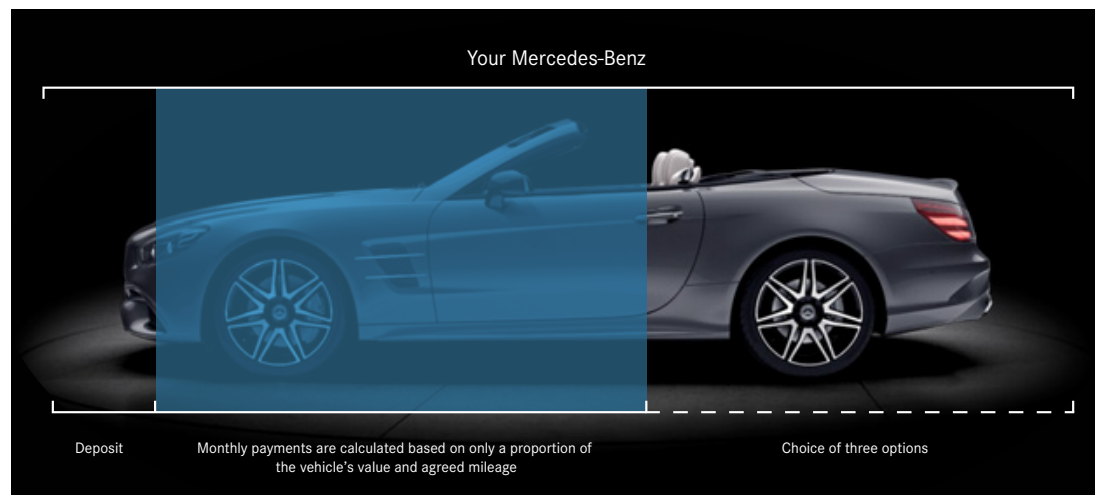 Your Mercedes-Benz
Deposit
Monthly payments are calculated based on only a proportion of
the vehicle's value and agreed mileage
Choice of three options